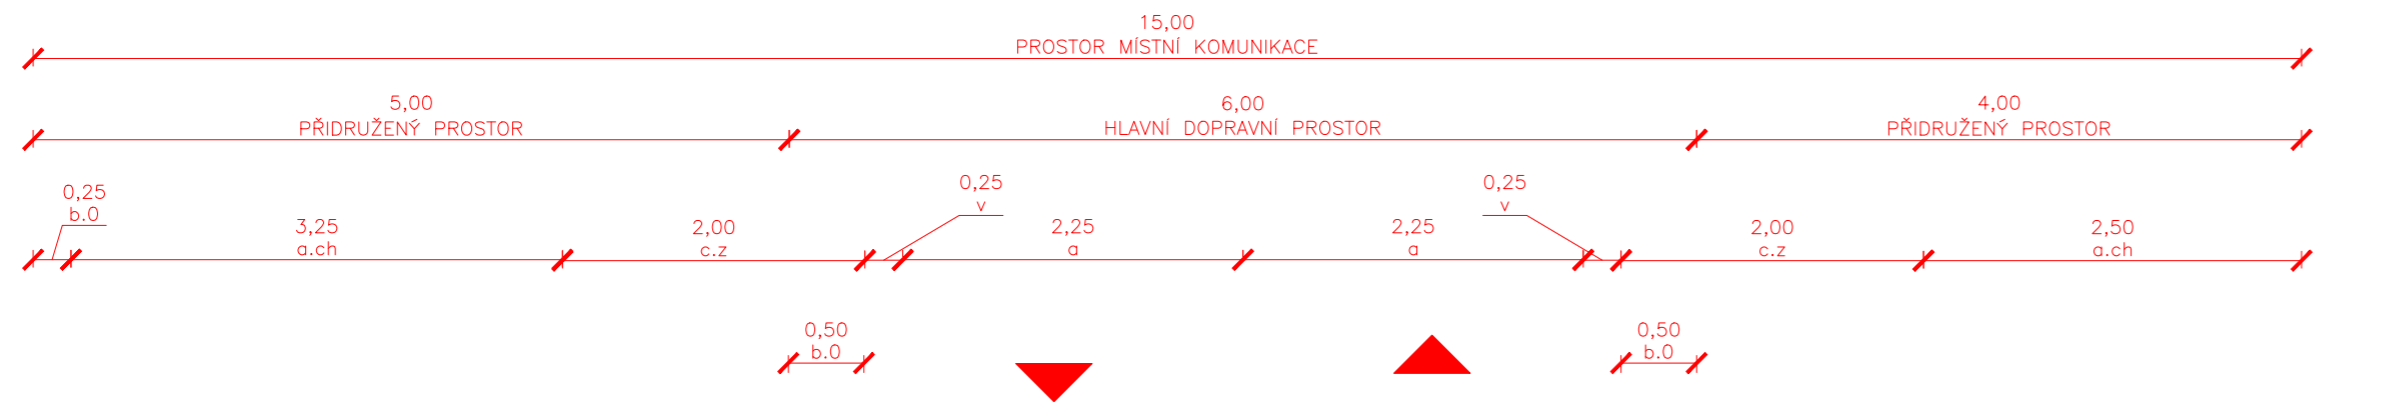 15,00
PROSTOR MÍSTNÍ KOMUNIKACE
5,00
PŘIDRUŽENÝ PROSTOR
6,00
HLAVNÍ DOPRAVNÍ PROSTOR
4,00
PŘIDRUŽENÝ PROSTOR
0,25
b.0
3,25
a.ch
2,00
c.z
0,25
v
2,25
a
2,25
a
0,25
v
2,00
c.z
2,50
a.ch
0,50
b.0
0,50
b.0